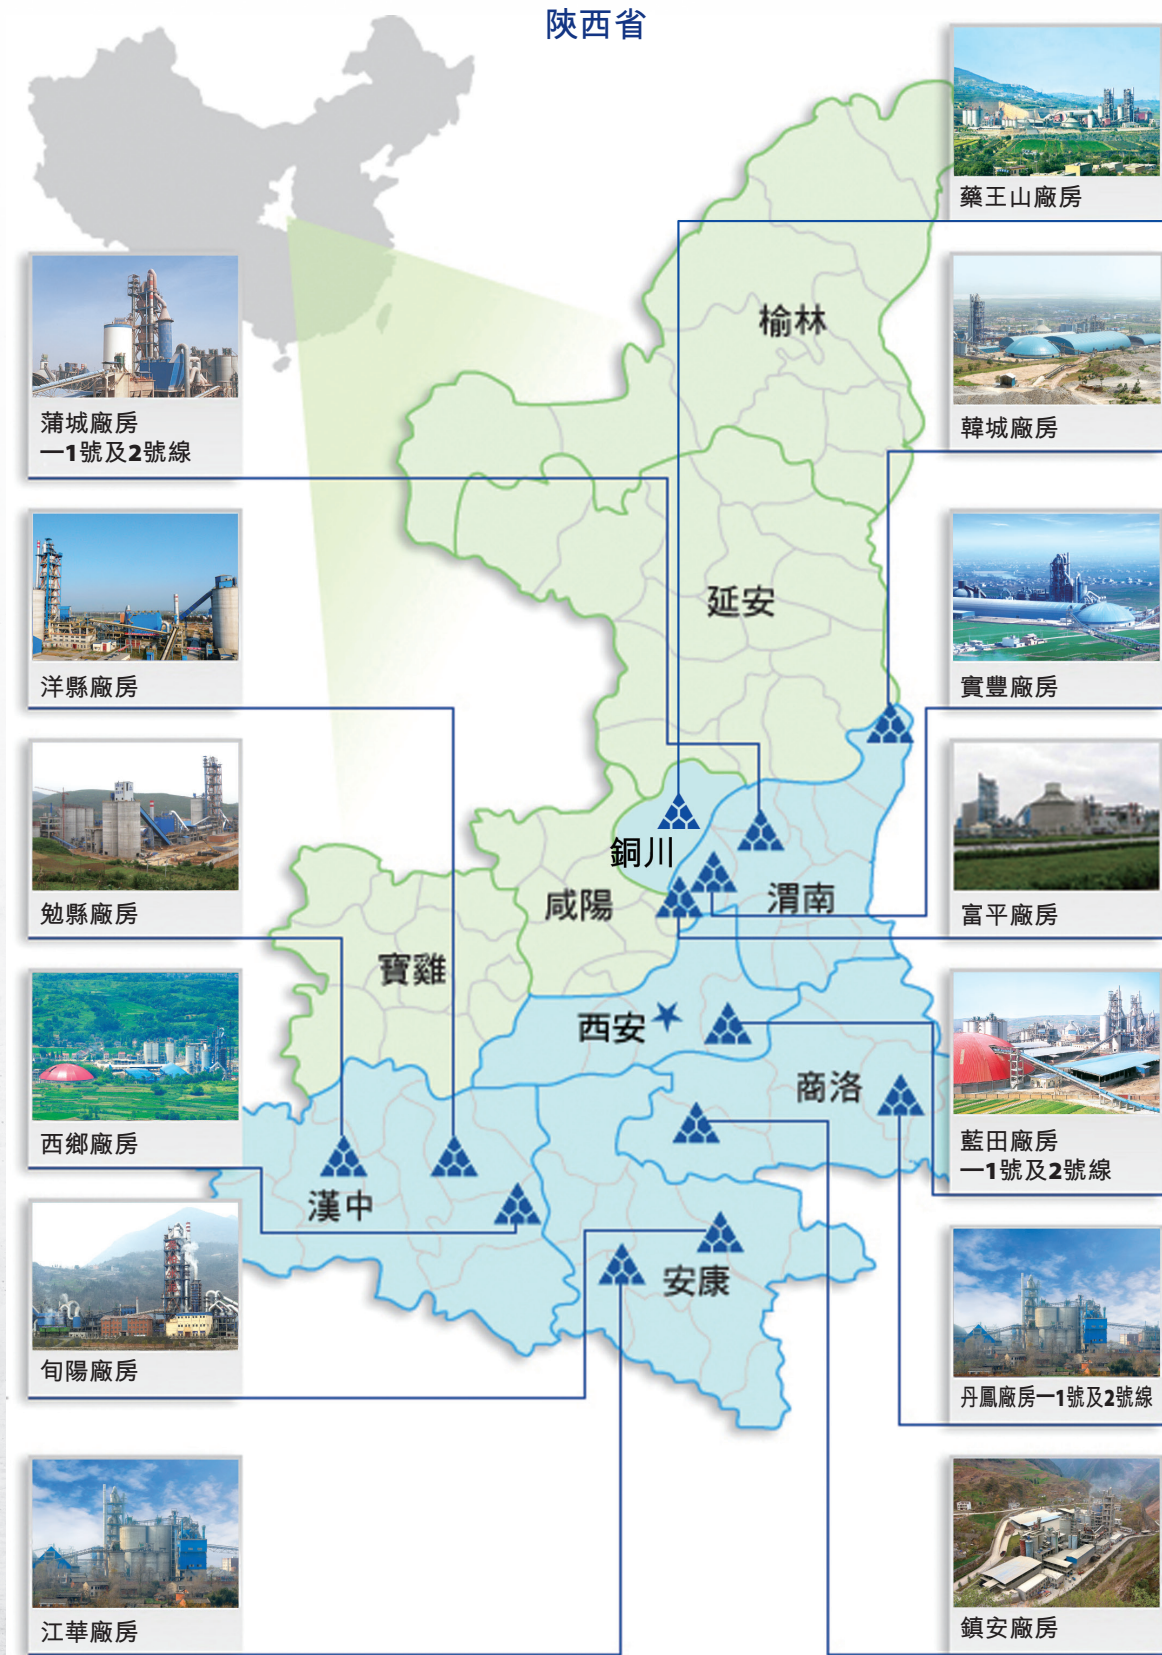 陝西省
藥王山廠房
韓城廠房
實豐廠房
富平廠房
藍田廠房
—1號及2號線
丹鳳廠房—1號及2號線
鎮安廠房
蒲城廠房
—1號及2號線
洋縣廠房
勉縣廠房
西鄉廠房
旬陽廠房
江華廠房
榆林
延安
銅川
渭南
咸陽
寶雞
西安
商洛
漢中
安康